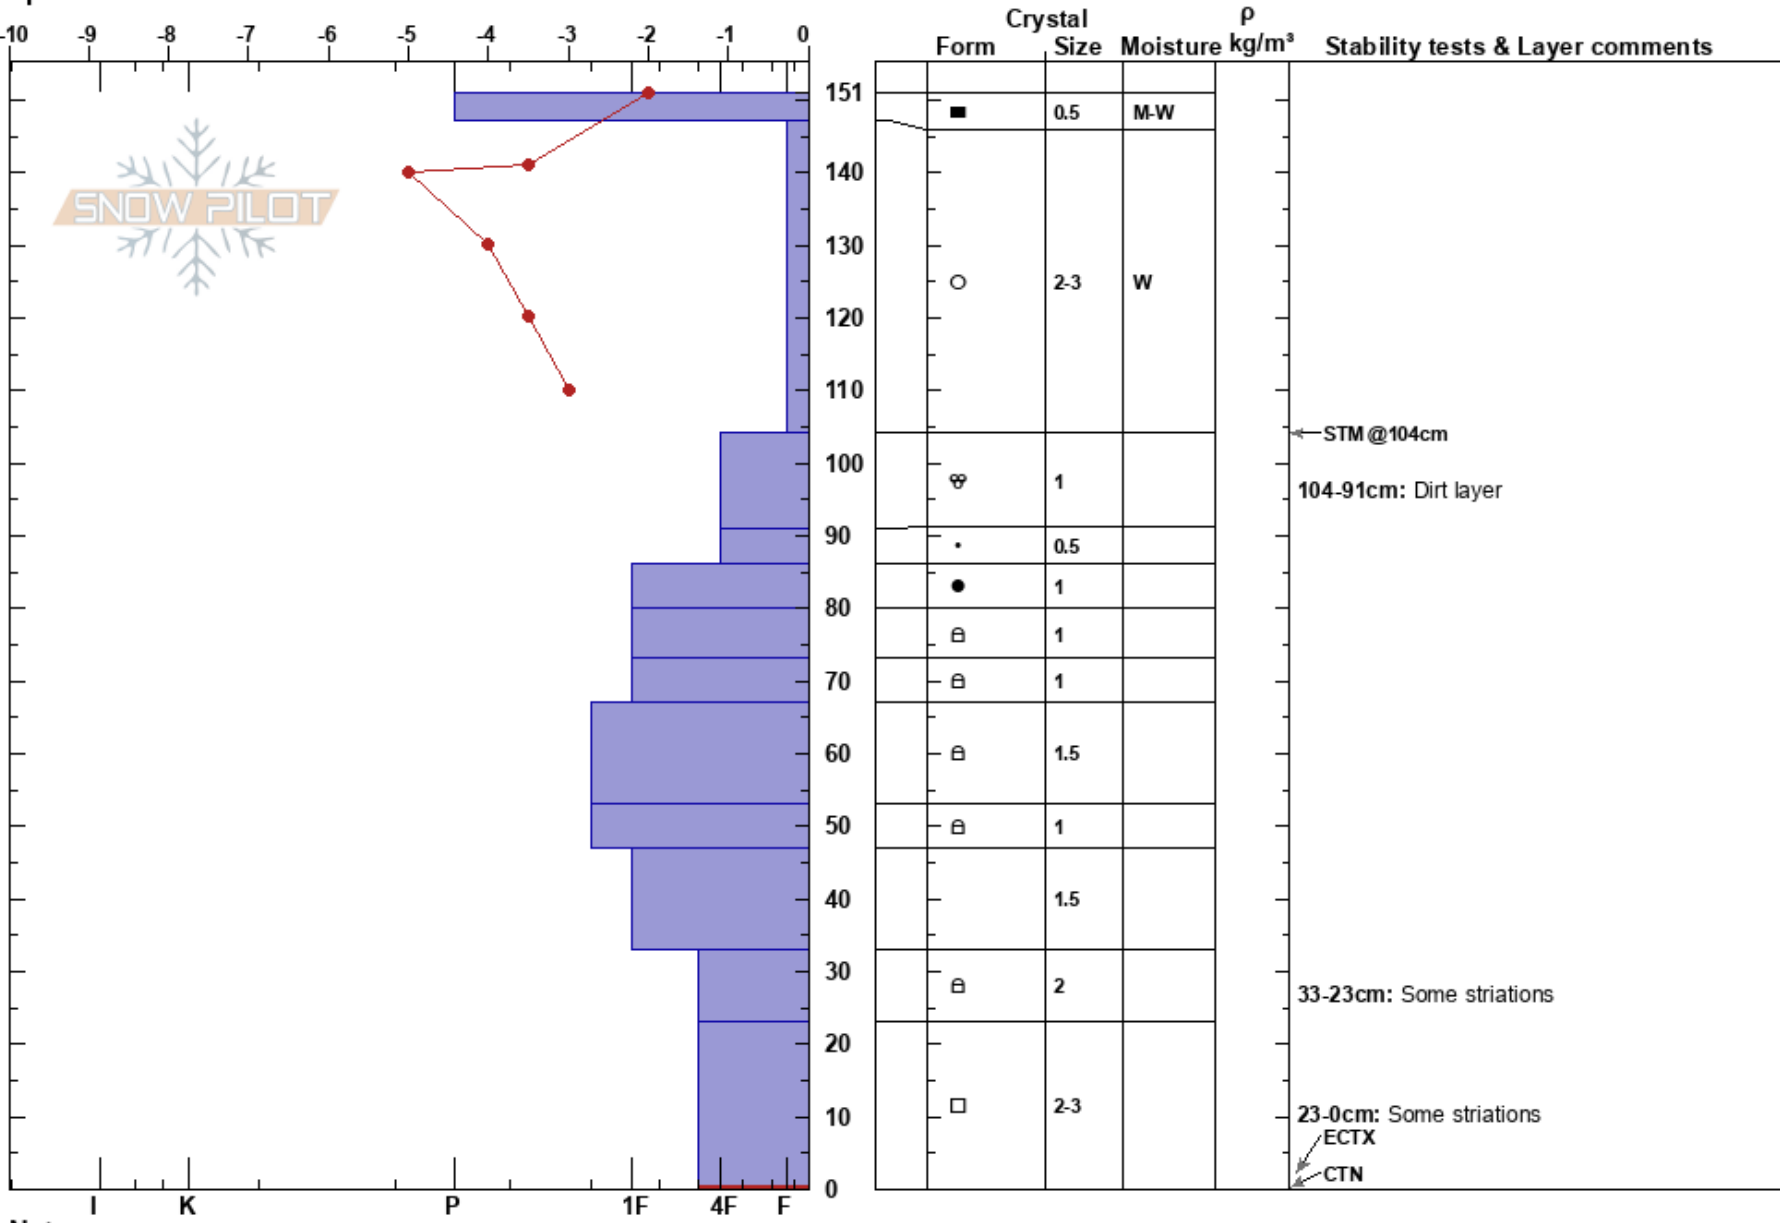 Crystal ρ
-10 -9 -8 -7 -6 -5 -4 -3 -2 -1 0 Form Size Moisture kg/m³ Stability tests & Layer comments
151
0.5 M-W
140
SNOW PILOT
130
2-3 W
120
110
STM@104cm
100
1
104-91cm: Dirt layer
90
0.5
1
80
1
70 1
60 1.5
50 1
40 1.5
30
2
33-23cm: Some striations
20
2-3
10 23-0cm: Some striations
ECTX
CTN
0
I K P 1F 4F F